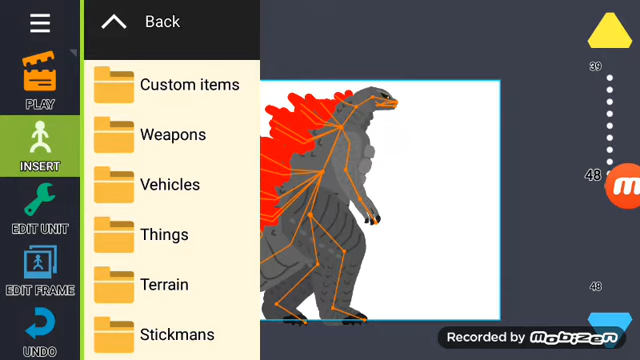 Back
PLAY
INSERT
EDIT UNIT
EDIT FRAME
UNDO
Custom items
Weapons
Vehicles
Things
Terrain
Stickmans
39
48
48
Recorded by mobizen